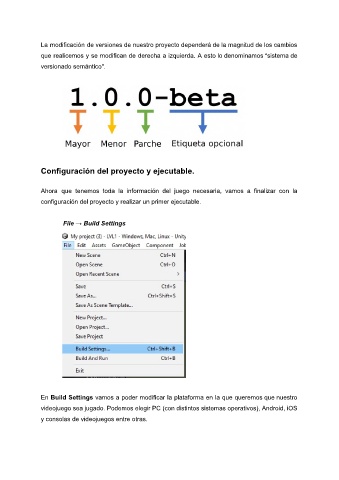 La modificación de versiones de nuestro proyecto dependerá de la magnitud de los cambios
que realicemos y se modifican de derecha a izquierda. A esto lo denominamos "sistema de
versionado semántico".
1.0.0-beta
Mayor Menor Parche Etiqueta opcional
Configuración del proyecto y ejecutable.
Ahora que tenemos toda la información del juego necesaria, vamos a finalizar con la
configuración del proyecto y realizar un primer ejecutable.
File → Build Settings
My project (2) - LVL1 - Windows, Mac, Linux - Unity
File Edit Assets GameObject Component Jo
New Scene Ctrl+N
Open Scene Ctrl+O
Open Recent Scene >
Save Ctrl+S
Save As... Ctrl+Shift+S
Save As Scene Template...
New Project...
Open Project...
Save Project
Build Settings... Ctrl+Shift+B
Build And Run Ctrl+B
Exit
En Build Settings vamos a poder modificar la plataforma en la que queremos que nuestro
videojuego sea jugado. Podemos elegir PC (con distintos sistemas operativos), Android, iOS
y consolas de videojuegos entre otras.